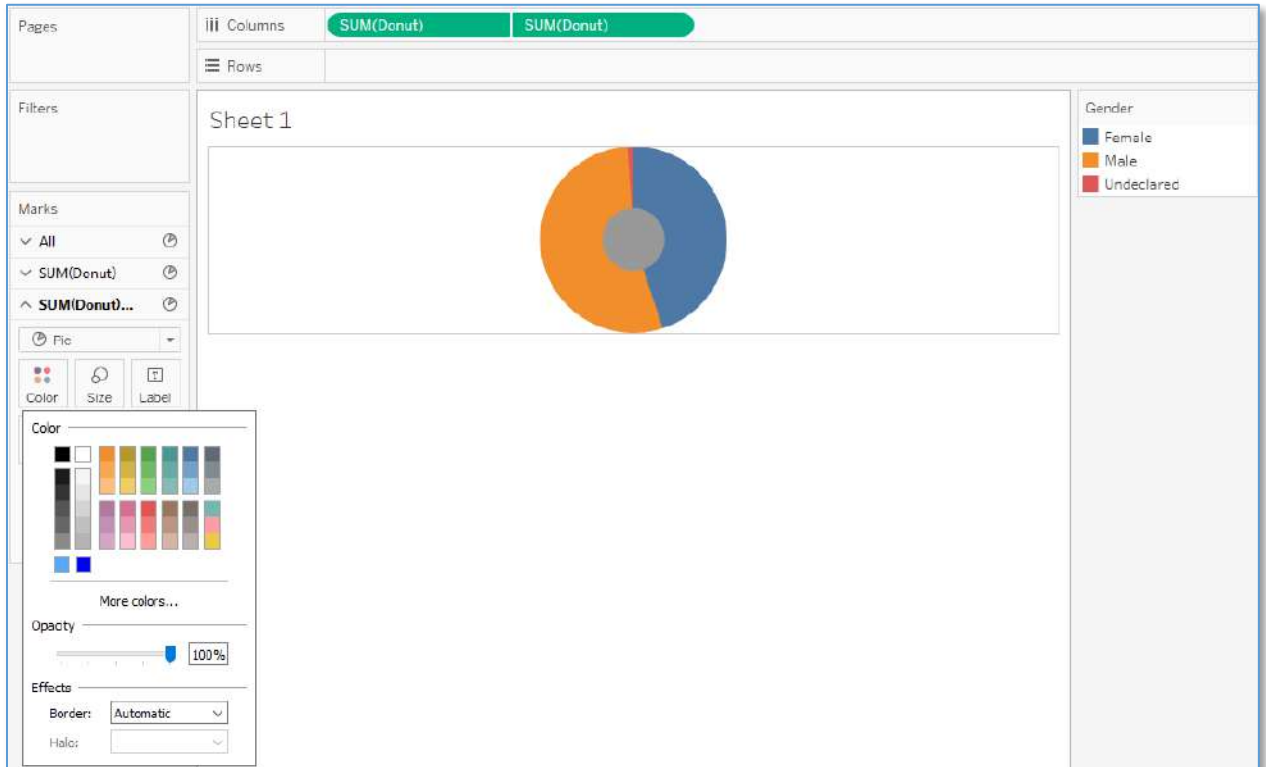 Pages
iii Columns
SUM(Donut)
SUM(Donut)
Rows
Filters
Sheet 1
Gender
Female
Male
Undeclared
Marks
All
SUM(Donut)
SUM(Donut)...
Pie
Color
Size
T
Label
Color
More colors...
Opacity
100%
Effects
Border:
Automatic
Halo: